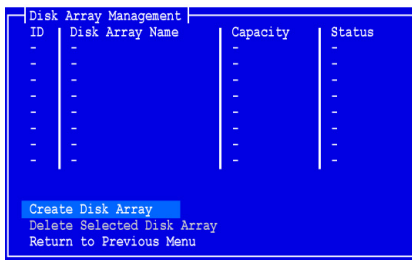 Disk Array Management
ID Disk Array Name Capacity Status
- - - -
- - - -
- - - -
- - - -
- - - -
- - - -
- - - -
- - - -
Create Disk Array
Delete Selected Disk Array
Return to Previous Menu